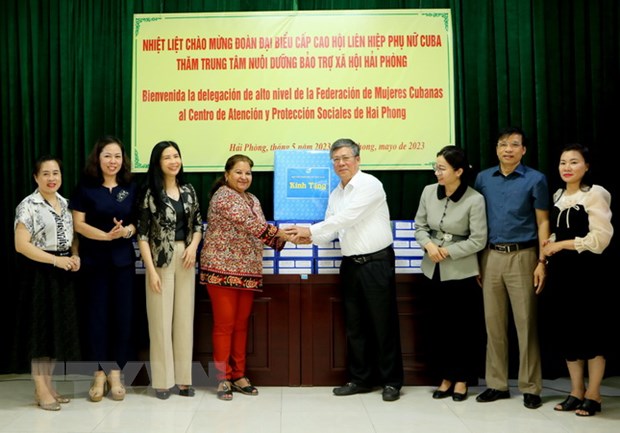 NHIỆT LIỆT CHÀO MỪNG ĐOÀN ĐẠI BIỂU CẤP CAO HỘI LIÊN HIỆP PHỤ NỮ CUBA
THĂM TRUNG TÂM NUÔI DƯỠNG BẢO TRỢ XÃ HỘI HẢI PHÒNG
Bienvenida la delegación de alto nivel de la Federación de Mujeres Cubanas
al Centro de Atención y Protección Sociales de Hai Phong
Hải Phòng, tháng 5 năm 2023 Phong, mayo de 2023
Kính Tặng